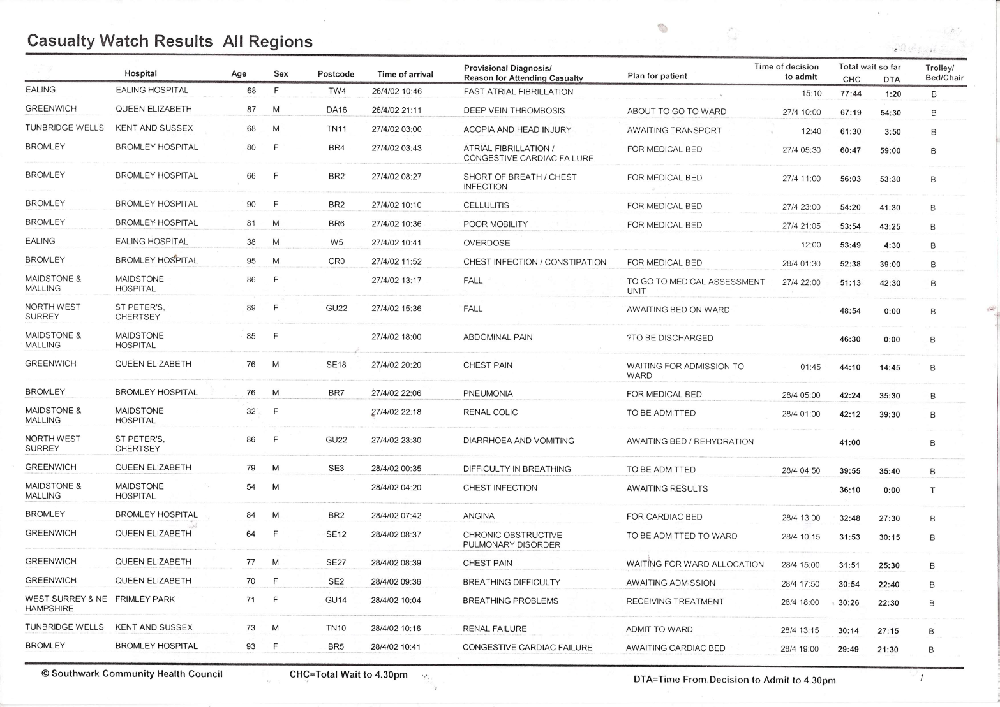 Casualty Watch Results All Regions
Hospital Age Sex Postcode Time of arrival Provisional Diagnosis/ Reason for Attending Casualty Plan for patient Time of decision to admit Total wait so far CHC DTA Trolley/ Bed/Chair
EALING EALING HOSPITAL 68 F TW4 26/4/02 10:46 FAST ATRIAL FIBRILLATION 15:10 77:44 1:20 B
GREENWICH QUEEN ELIZABETH 87 M DA16 26/4/02 21:11 DEEP VEIN THROMBOSIS ABOUT TO GO TO WARD 27/4 10:00 67:19 54:30 B
TUNBRIDGE WELLS KENT AND SUSSEX 68 M TN11 27/4/02 03:00 ACOPIA AND HEAD INJURY AWAITING TRANSPORT 12:40 61:30 3:50 B
BROMLEY BROMLEY HOSPITAL 80 F BR4 27/4/02 03:43 ATRIAL FIBRILLATION / FOR MEDICAL BED 27/4 05:30 60:47 59:00 B
CONGESTIVE CARDIAC FAILURE
BROMLEY BROMLEY HOSPITAL 66 F BR2 27/4/02 08:27 SHORT OF BREATH / CHEST FOR MEDICAL BED 27/4 11:00 56:03 53:30 B
INFECTION
BROMLEY BROMLEY HOSPITAL 90 F BR2 27/4/02 10:10 CELLULITIS FOR MEDICAL BED 27/4 23:00 54:20 41:30 B
BROMLEY BROMLEY HOSPITAL 81 M BR6 27/4/02 10:36 POOR MOBILITY FOR MEDICAL BED 27/4 21:05 53:54 43:25 B
EALING EALING HOSPITAL 38 M W5 27/4/02 10:41 OVERDOSE 12:00 53:49 4:30 B
BROMLEY BROMLEY HOSPITAL 95 M CR0 27/4/02 11:52 CHEST INFECTION / CONSTIPATION FOR MEDICAL BED 28/4 01:30 52:38 39:00 B
MAIDSTONE & MAIDSTONE 86 F 27/4/02 13:17 FALL TO GO TO MEDICAL ASSESSMENT 27/4 22:00 51:13 42:30 B
MALLING HOSPITAL UNIT
NORTH WEST ST PETER'S, 89 F GU22 27/4/02 15:36 FALL AWAITING BED ON WARD 48:54 0:00 B
SURREY CHERTSEY
MAIDSTONE & MAIDSTONE 85 F 27/4/02 18:00 ABDOMINAL PAIN ?TO BE DISCHARGED 46:30 0:00 B
MALLING HOSPITAL
GREENWICH QUEEN ELIZABETH 76 M SE18 27/4/02 20:20 CHEST PAIN WAITING FOR ADMISSION TO 01:45 44:10 14:45 B
WARD
BROMLEY BROMLEY HOSPITAL 76 M BR7 27/4/02 22:06 PNEUMONIA FOR MEDICAL BED 28/4 05:00 42:24 35:30 B
MAIDSTONE & MAIDSTONE 32 F 27/4/02 22:18 RENAL COLIC TO BE ADMITTED 28/4 01:00 42:12 39:30 B
MALLING HOSPITAL
NORTH WEST ST PETER'S, 86 F GU22 27/4/02 23:30 DIARRHOEA AND VOMITING AWAITING BED / REHYDRATION 41:00 B
SURREY CHERTSEY
GREENWICH QUEEN ELIZABETH 79 M SE3 28/4/02 00:35 DIFFICULTY IN BREATHING TO BE ADMITTED 28/4 04:50 39:55 35:40 B
MAIDSTONE & MAIDSTONE 54 M 28/4/02 04:20 CHEST INFECTION AWAITING RESULTS 36:10 0:00 T
MALLING HOSPITAL
BROMLEY BROMLEY HOSPITAL 84 M BR2 28/4/02 07:42 ANGINA FOR CARDIAC BED 28/4 13:00 32:48 27:30 B
GREENWICH QUEEN ELIZABETH 64 F SE12 28/4/02 08:37 CHRONIC OBSTRUCTIVE TO BE ADMITTED TO WARD 28/4 10:15 31:53 30:15 B
PULMONARY DISORDER
GREENWICH QUEEN ELIZABETH 77 M SE27 28/4/02 08:39 CHEST PAIN WAITING FOR WARD ALLOCATION 28/4 15:00 31:51 25:30 B
GREENWICH QUEEN ELIZABETH 70 F SE2 28/4/02 09:36 BREATHING DIFFICULTY AWAITING ADMISSION 28/4 17:50 30:54 22:40 B
WEST SURREY & NE FRIMLEY PARK 71 F GU14 28/4/02 10:04 BREATHING PROBLEMS RECEIVING TREATMENT 28/4 18:00 30:26 22:30 B
HAMPSHIRE
TUNBRIDGE WELLS KENT AND SUSSEX 73 M TN10 28/4/02 10:16 RENAL FAILURE ADMIT TO WARD 28/4 13:15 30:14 27:15 B
BROMLEY BROMLEY HOSPITAL 93 F BR5 28/4/02 10:41 CONGESTIVE CARDIAC FAILURE AWAITING CARDIAC BED 28/4 19:00 29:49 21:30 B
© Southwark Community Health Council CHC=Total Wait to 4.30pm DTA=Time From Decision to Admit to 4.30pm 1